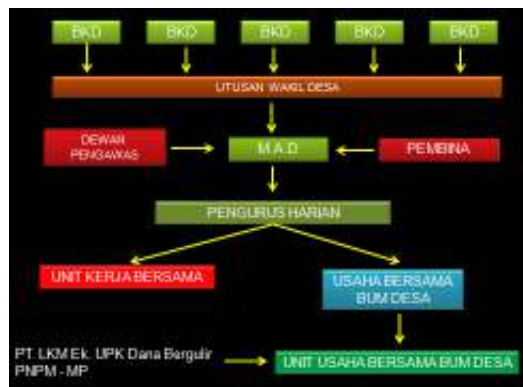 BKD BKD BKD BKD BKD
UTUSAN WAKIL DESA
DEWAN
PENGAWAS
M.A.D
PEMBINA
PENGURUS HARIAN
UNIT KERJA BERSAMA
USAHA BERSAMA
BUM DESA
PT. LKM Ek. UPK Dana Bergulir
PNPM - MP
UNIT USAHA BERSAMA BUM DESA